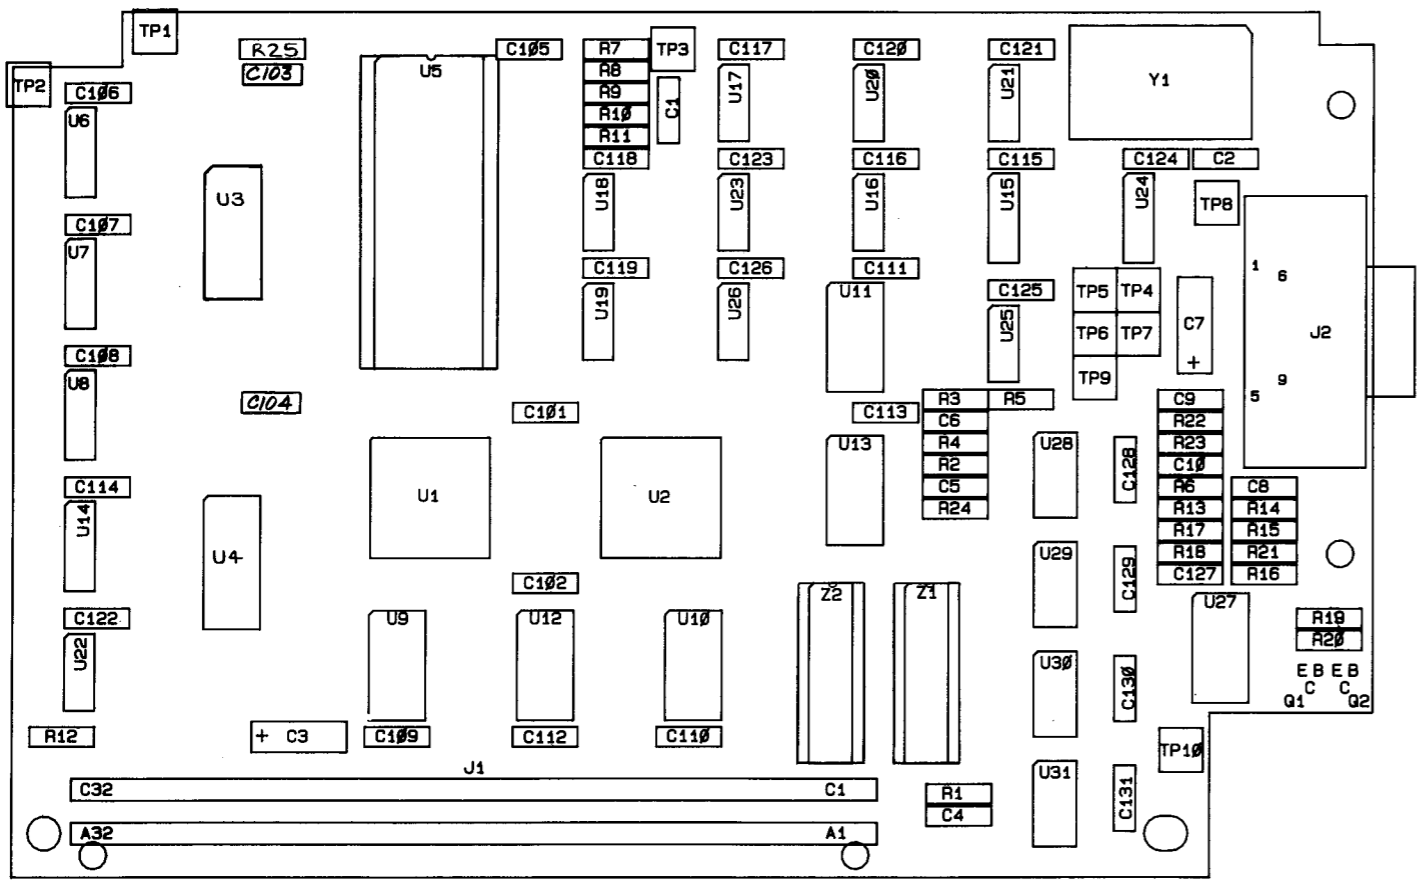 TP1
R25
C105
R7
TP3
C117
C120
C121
C103
U5
R8
U17
U20
U21
Y1
TP2
C106
R9
C1
U6
R10
R11
C118
C123
C116
C115
C124
C2
U3
U18
U23
U16
U15
U24
TP8
C107
U7
C119
C126
C111
1
6
U11
C125
TP5
TP4
U19
U26
U25
C7
+
TP6
TP7
J2
C108
U8
TP9
9
5
C104
C101
C113
R3
R5
C9
C6
R22
U13
R4
U28
R23
R2
C128
C10
C114
U1
U2
C5
R6
C8
R24
R13
R14
U14
R17
R15
U4
U29
R18
R21
C102
C129
C127
R16
Z2
Z1
U27
C122
U9
U12
U10
R19
R20
U22
U30
C130
E B
E B
C
C
Q1
Q2
R12
+ C3
C109
C112
C110
TP10
J1
C32
C1
R1
U31
C131
C4
A32
A1